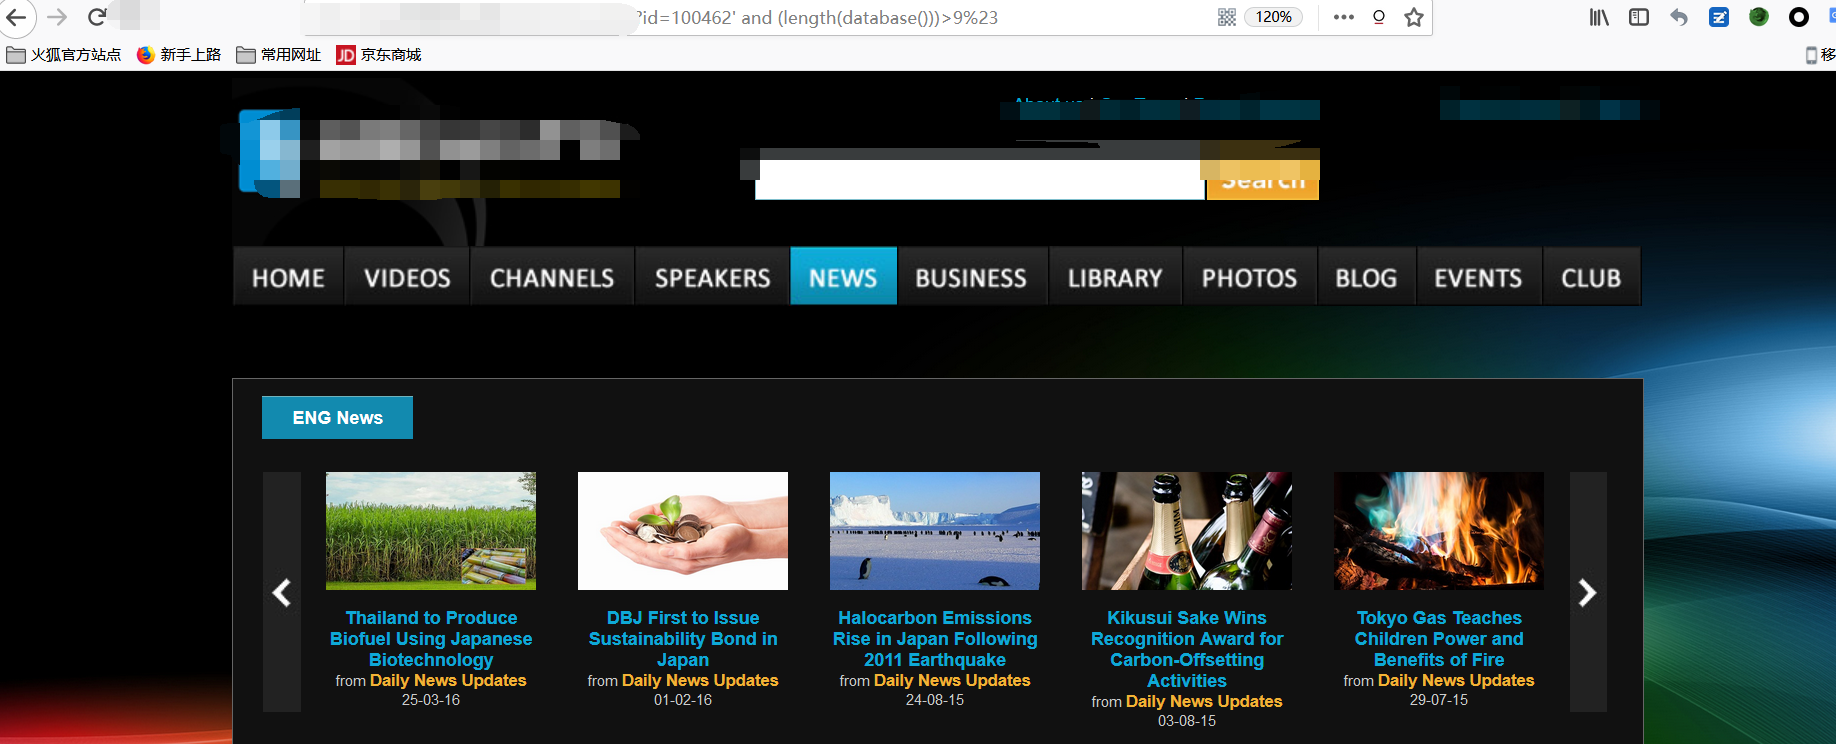 ?id=100462' and (length(database()))>9%23
120%
火狐官方站点 新手上路 常用网址 JD 京东商城 移
Search
HOME VIDEOS CHANNELS SPEAKERS NEWS BUSINESS LIBRARY PHOTOS BLOG EVENTS CLUB
ENG News
Thailand to Produce
Biofuel Using Japanese
Biotechnology
from Daily News Updates
25-03-16
DBJ First to Issue
Sustainability Bond in
Japan
from Daily News Updates
01-02-16
Halocarbon Emissions
Rise in Japan Following
2011 Earthquake
from Daily News Updates
24-08-15
Kikusui Sake Wins
Recognition Award for
Carbon-Offsetting
Activities
from Daily News Updates
03-08-15
Tokyo Gas Teaches
Children Power and
Benefits of Fire
from Daily News Updates
29-07-15